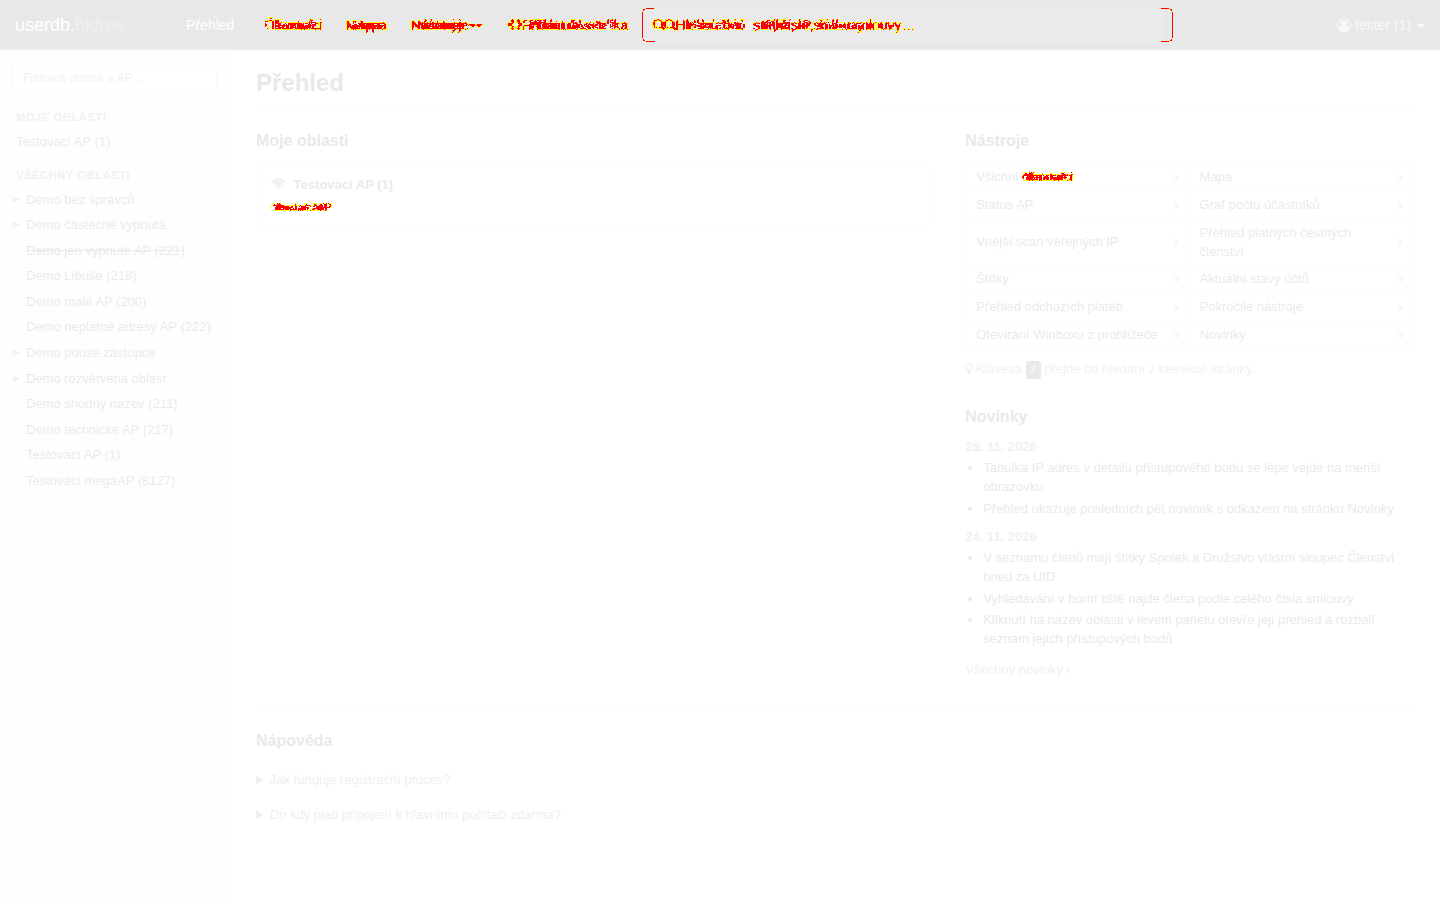 userdb.hktree.org Přehled tester (1)
Filtrovat oblasti a AP...
MOJE OBLASTI
Testovací AP (1)
VŠECHNY OBLASTI
Demo bez správců
Demo částečně vypnutá
Demo jen vypnuté AP (221)
Demo Libuše (218)
Demo malé AP (200)
Demo neplatné adresy AP (222)
Demo pouze zástupce
Demo rozvětvená oblast
Demo shodný název (211)
Demo technické AP (217)
Testovací AP (1)
Testovací megaAP (8127)
Přehled
Moje oblasti
Testovací AP (1)
Nástroje
Všichni
Mapa
Status AP
Graf počtu účastníků
Vnější scan veřejných IP
Přehled platných čestných
členství
Štítky
Aktuální stavy účtů
Přehled odchozích plateb
Pokročilé nástroje
Otevírání Winboxu z prohlížeče
Novinky
Klávesa / přejde do hledání z kterékoli stránky.
Novinky
25. 11. 2026
Tabulka IP adres v detailu přístupového bodu se lépe vejde na menší
obrazovku
Přehled ukazuje posledních pět novinek s odkazem na stránku Novinky
24. 11. 2026
V seznamu členů mají štítky Spolek a Družstvo vlastní sloupec Členství
hned za UID
Vyhledávání v horní liště najde člena podle celého čísla smlouvy
Kliknutí na název oblasti v levém panelu otevře její přehled a rozbalí
seznam jejích přístupových bodů
Všechny novinky
Nápověda
Jak funguje registrační proces?
Do kdy platí připojení k hlavnímu počítači zdarma?